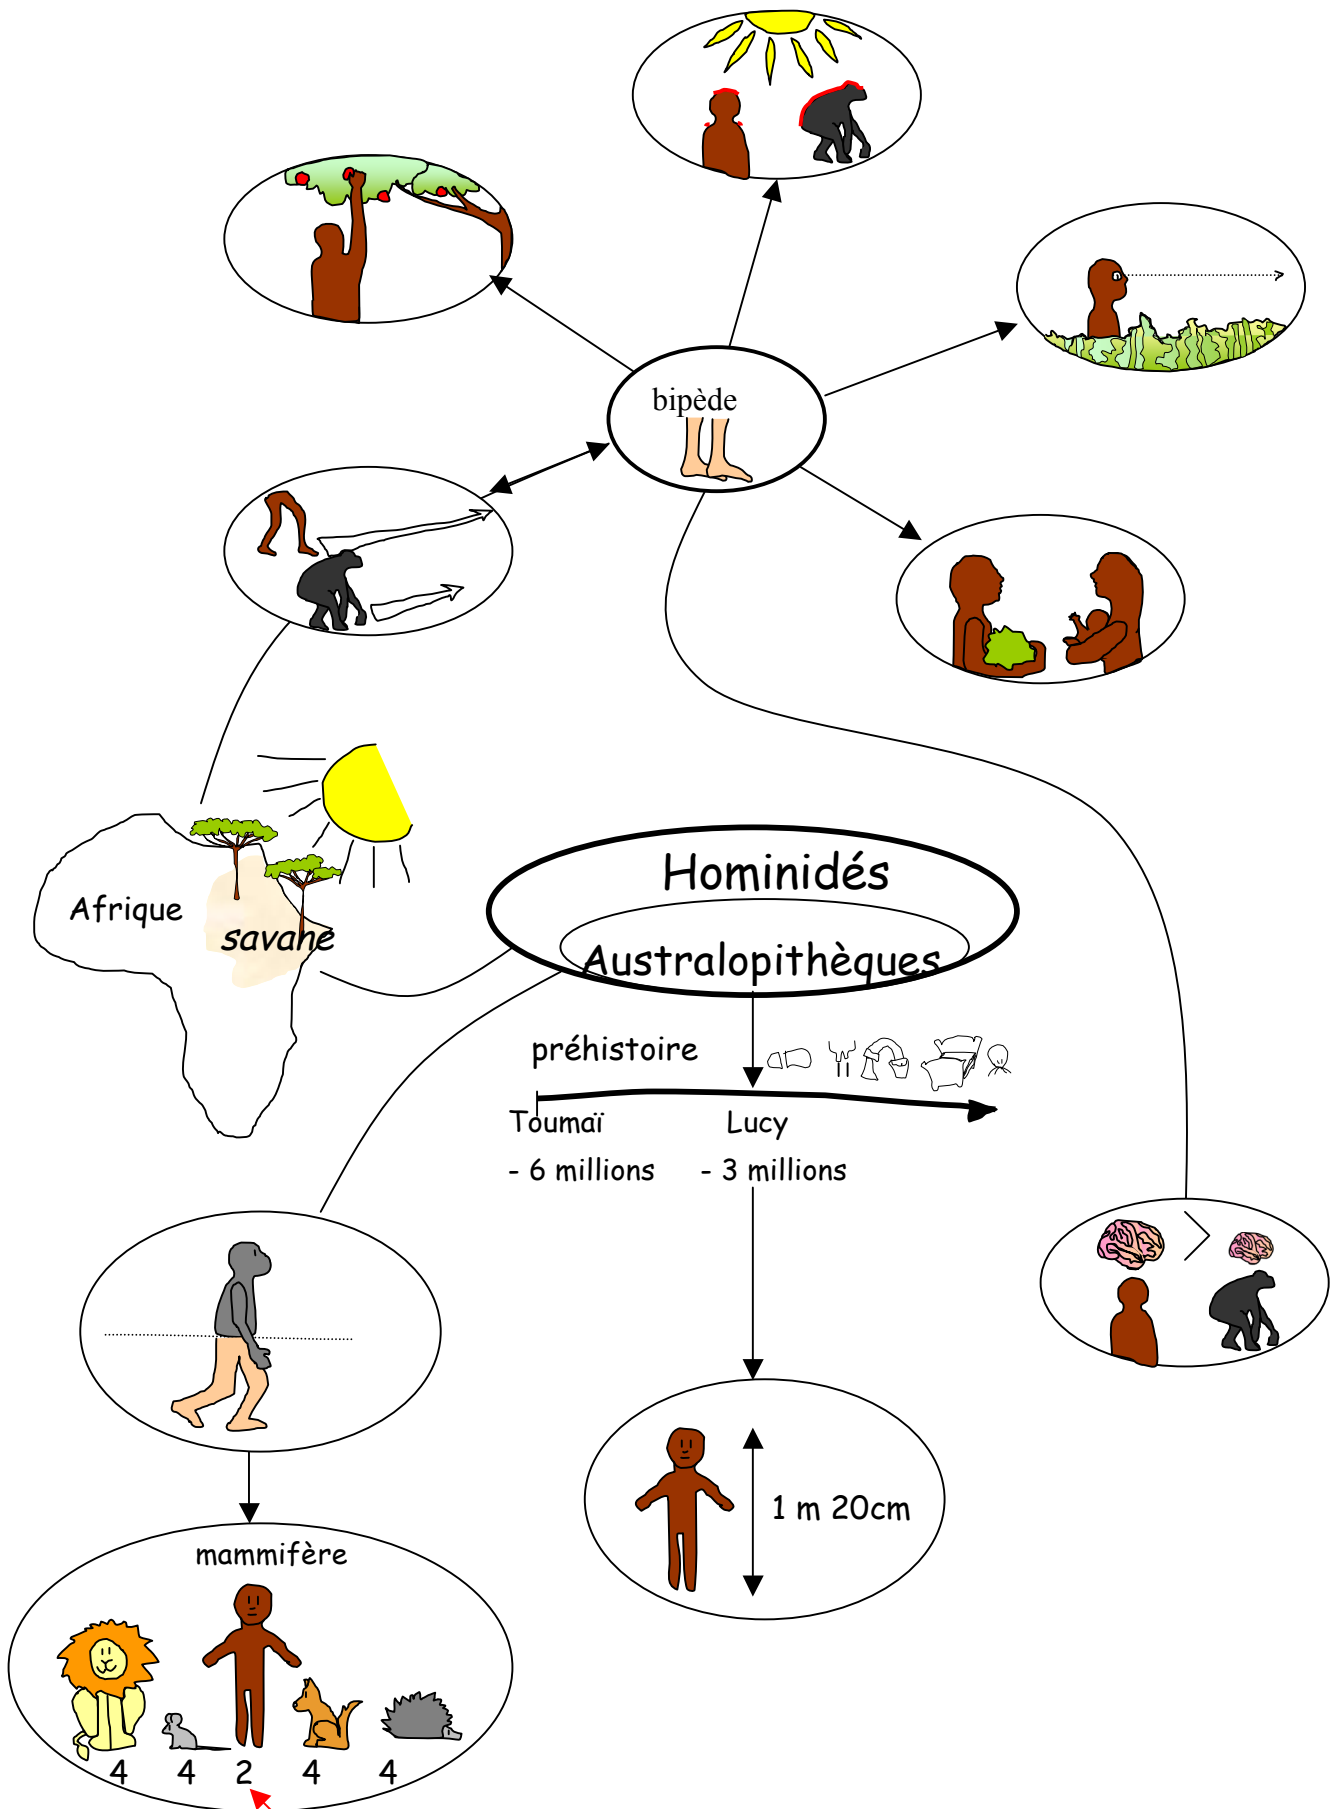 bipède
Afrique
savane
Hominidés
Australopithèques
préhistoire
Toumaï
Lucy
- 6 millions
- 3 millions
1 m 20cm
mammifère
4 4 2 4 4